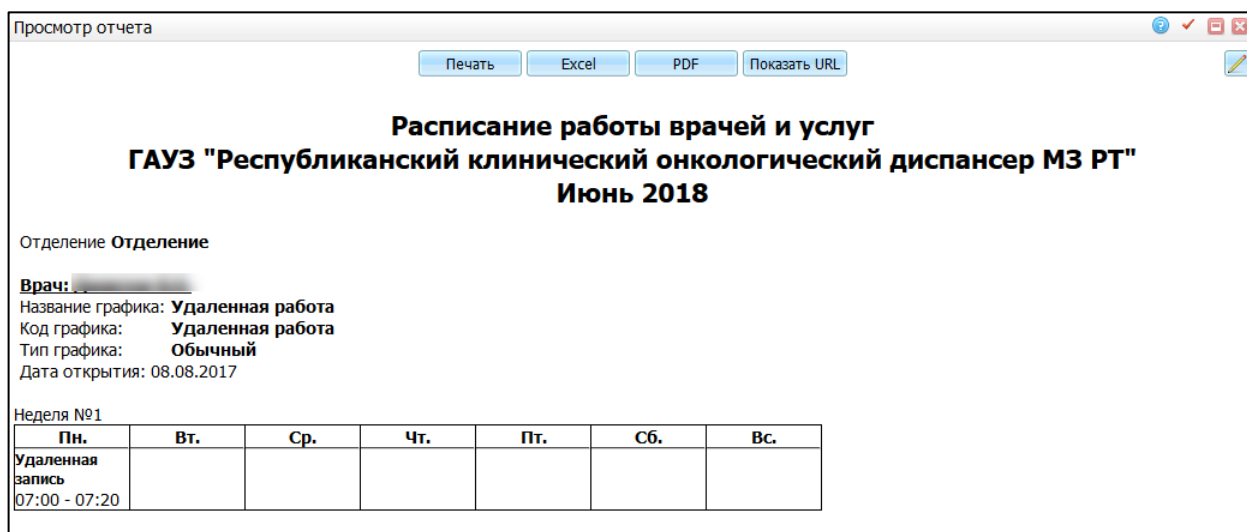 Просмотр отчета
Печать Excel PDF Показать URL
Расписание работы врачей и услуг
ГАУЗ "Республиканский клинический онкологический диспансер МЗ РТ"
Июнь 2018
Отделение Отделение
Врач:
Название графика: Удаленная работа
Код графика: Удаленная работа
Тип графика: Обычный
Дата открытия: 08.08.2017
Неделя №1
Пн. Вт. Ср. Чт. Пт. Сб. Вс.
Удаленная
запись
07:00 - 07:20